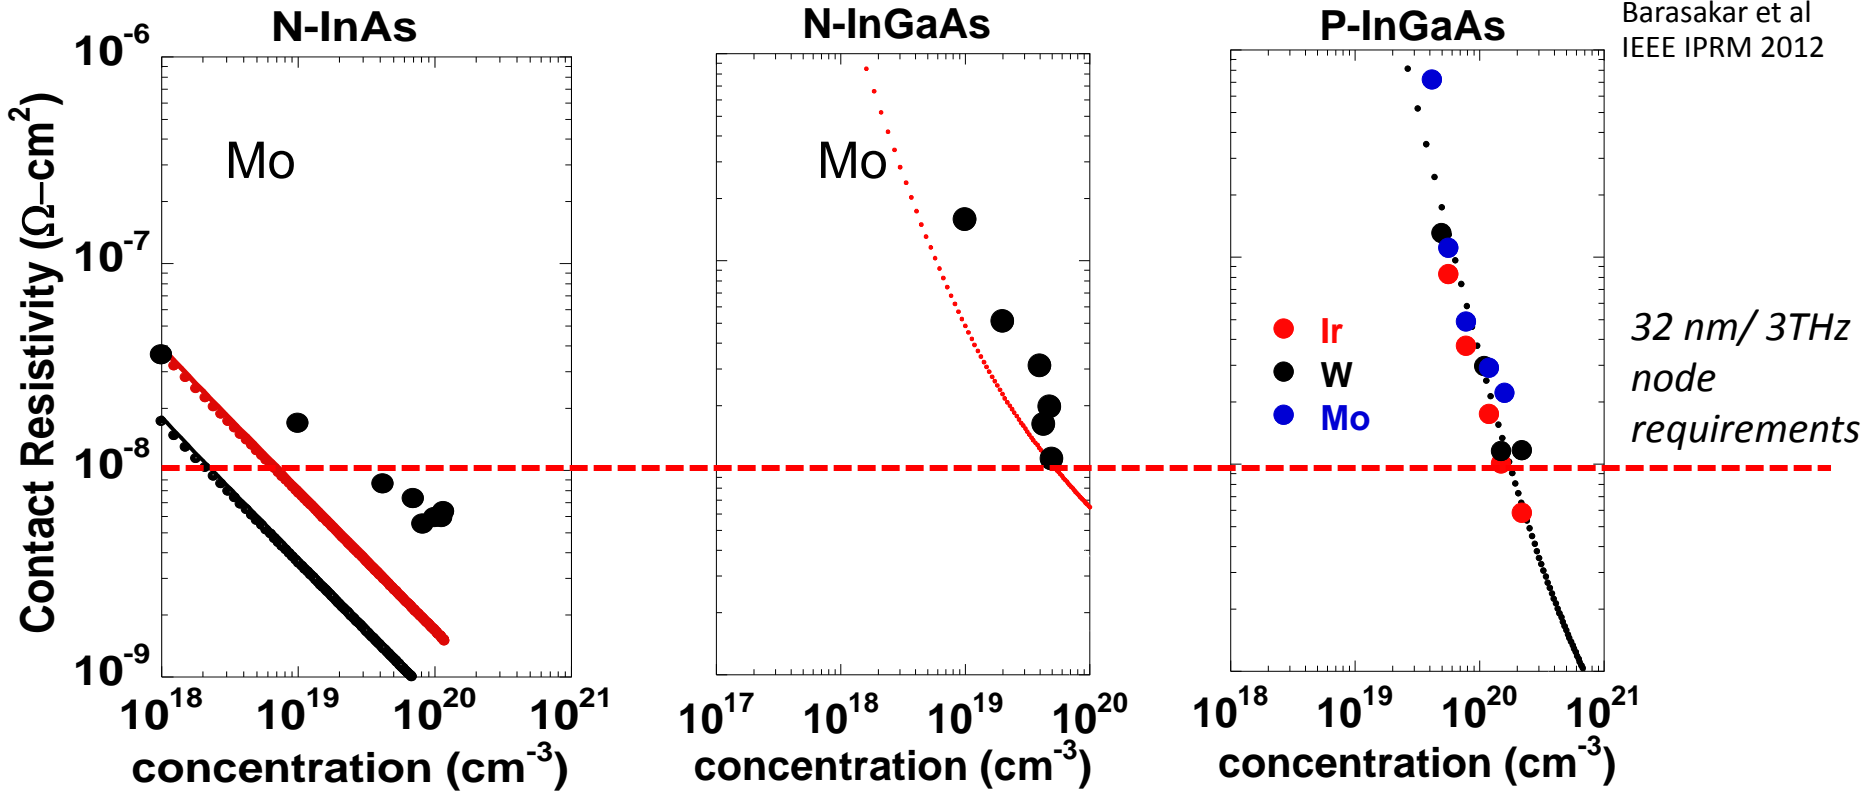 N-InAs
N-InGaAs
P-InGaAs
Barasakar et al
IEEE IPRM 2012
Contact Resistivity (Ω–cm²)
10⁻⁶
10⁻⁷
10⁻⁸
10⁻⁹
Mo
Mo
Ir
W
Mo
32 nm/ 3THz
node
requirements
10¹⁸ 10¹⁹ 10²⁰ 10²¹
10¹⁷ 10¹⁸ 10¹⁹ 10²⁰
10¹⁸ 10¹⁹ 10²⁰ 10²¹
concentration (cm⁻³)
concentration (cm⁻³)
concentration (cm⁻³)